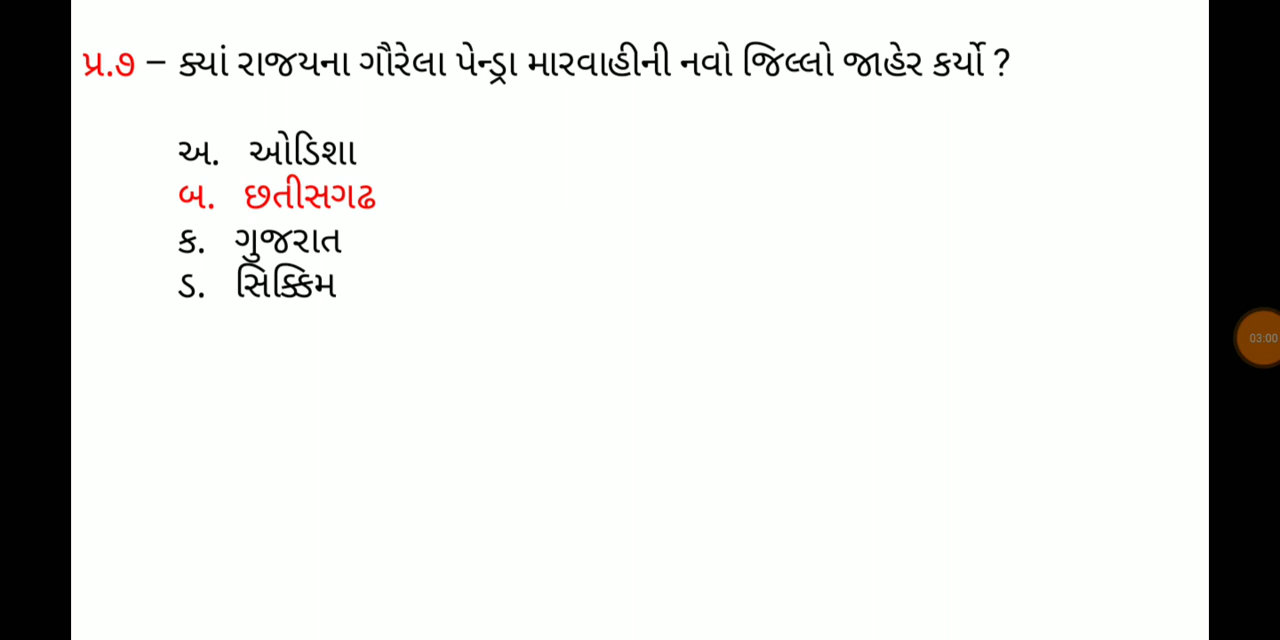 પ્ર.૭ – ક્યાં રાજયના ગૌરેલા પેન્ડ્રા મારવાહીની નવો જિલ્લો જાહેર કર્યો ?
અ. ઓડિશા
બ. છતીસગઢ
ક. ગુજરાત
ડ. સિક્કિમ
03:00